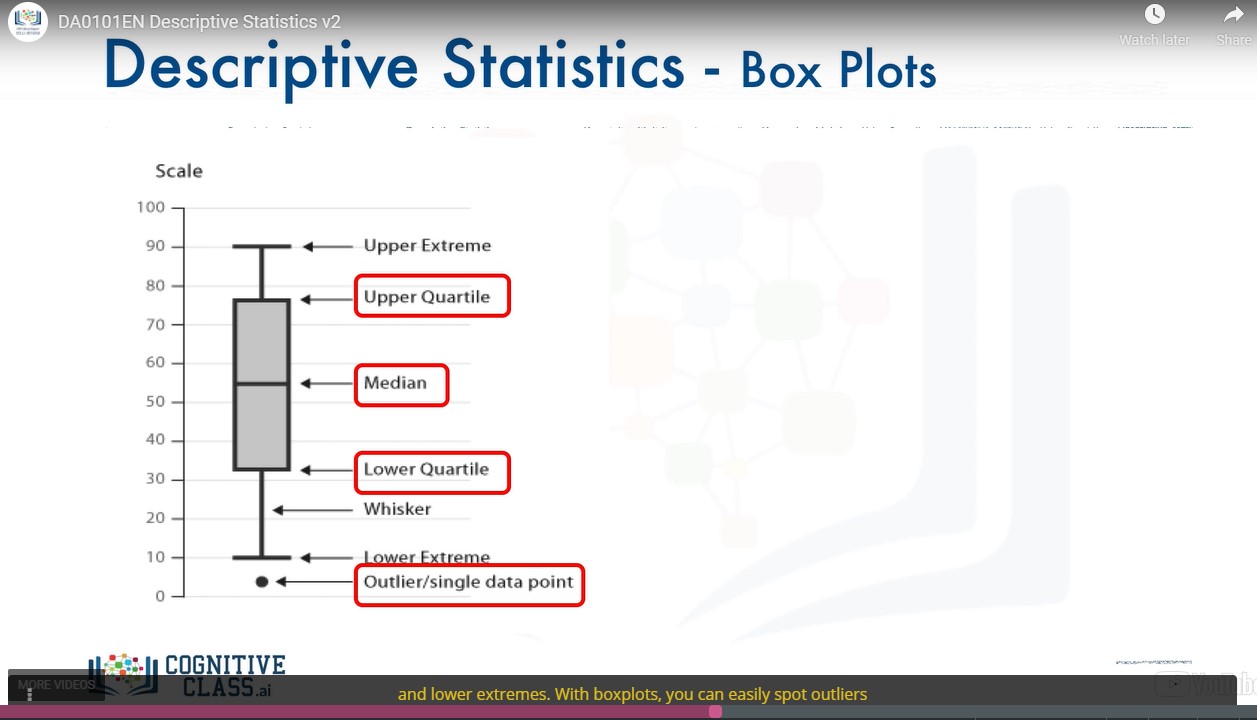 DA0101EN Descriptive Statistics v2
Watch later
Share
Descriptive Statistics - Box Plots
Scale
100
90
80
70
60
50
40
30
20
10
0
Upper Extreme
Upper Quartile
Median
Lower Quartile
Whisker
Lower Extreme
Outlier/single data point
COGNITIVE
CLASS.ai
MORE VIDEOS
and lower extremes. With boxplots, you can easily spot outliers
YouTube